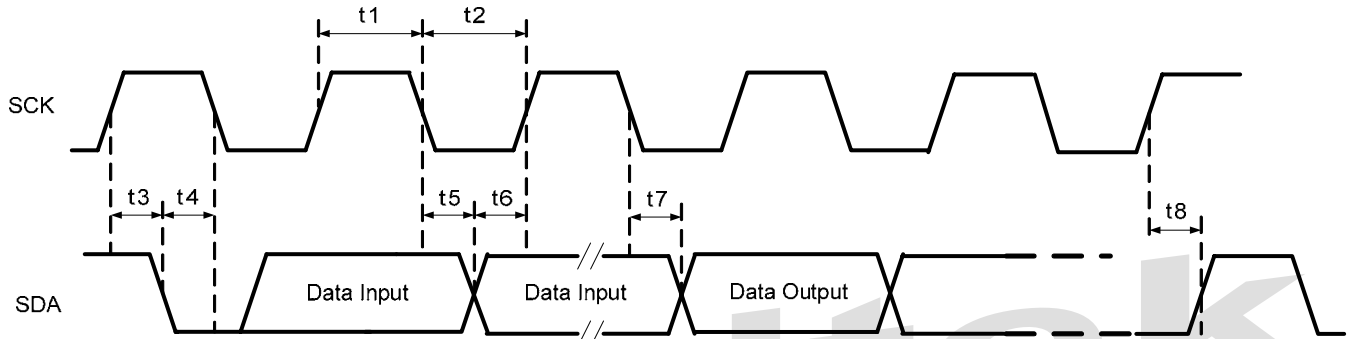 t1 t2
SCK
t3 t4 t5 t6 t7 t8
SDA Data Input Data Input Data Output